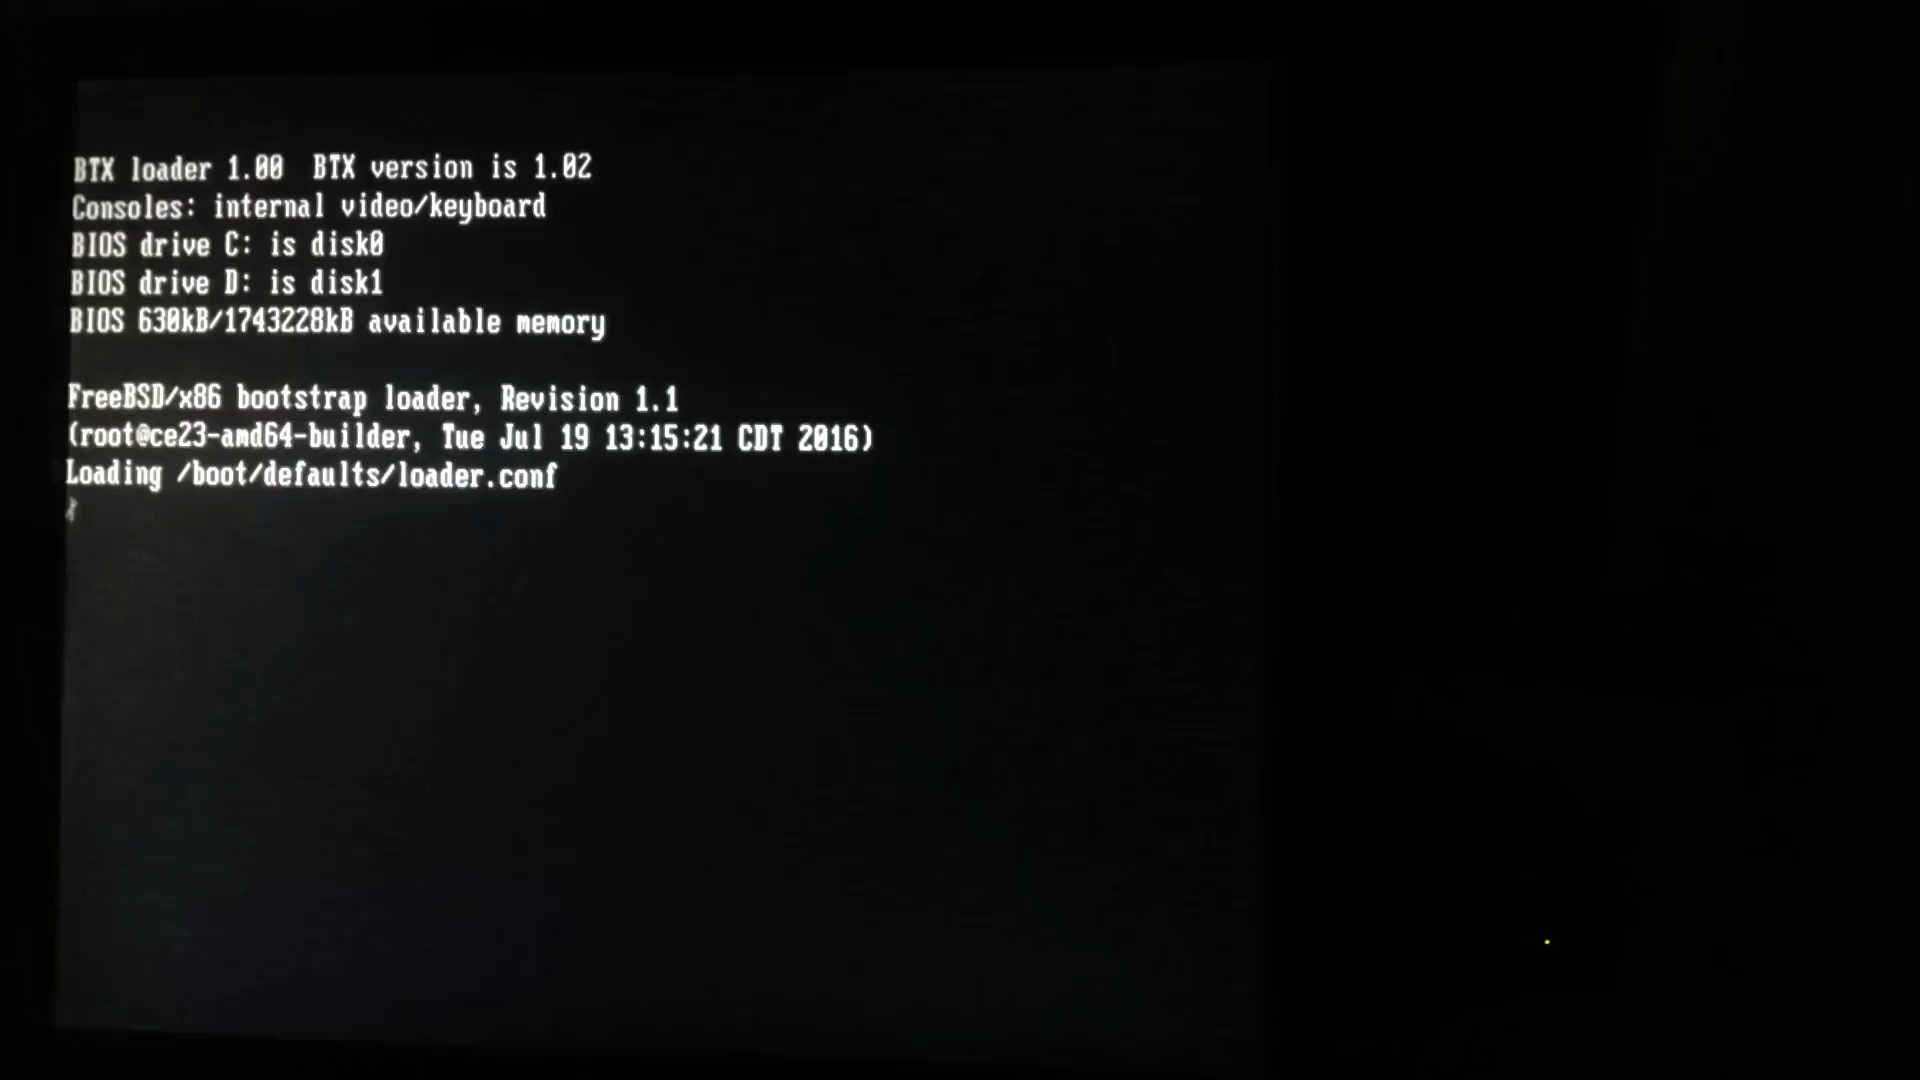 BTX loader 1.00  BTX version is 1.02
Consoles: internal video/keyboard
BIOS drive C: is disk0
BIOS drive D: is disk1
BIOS 630kB/1743228kB available memory
FreeBSD/x86 bootstrap loader, Revision 1.1
(root@ce23-amd64-builder, Tue Jul 19 13:15:21 CDT 2016)
Loading /boot/defaults/loader.conf